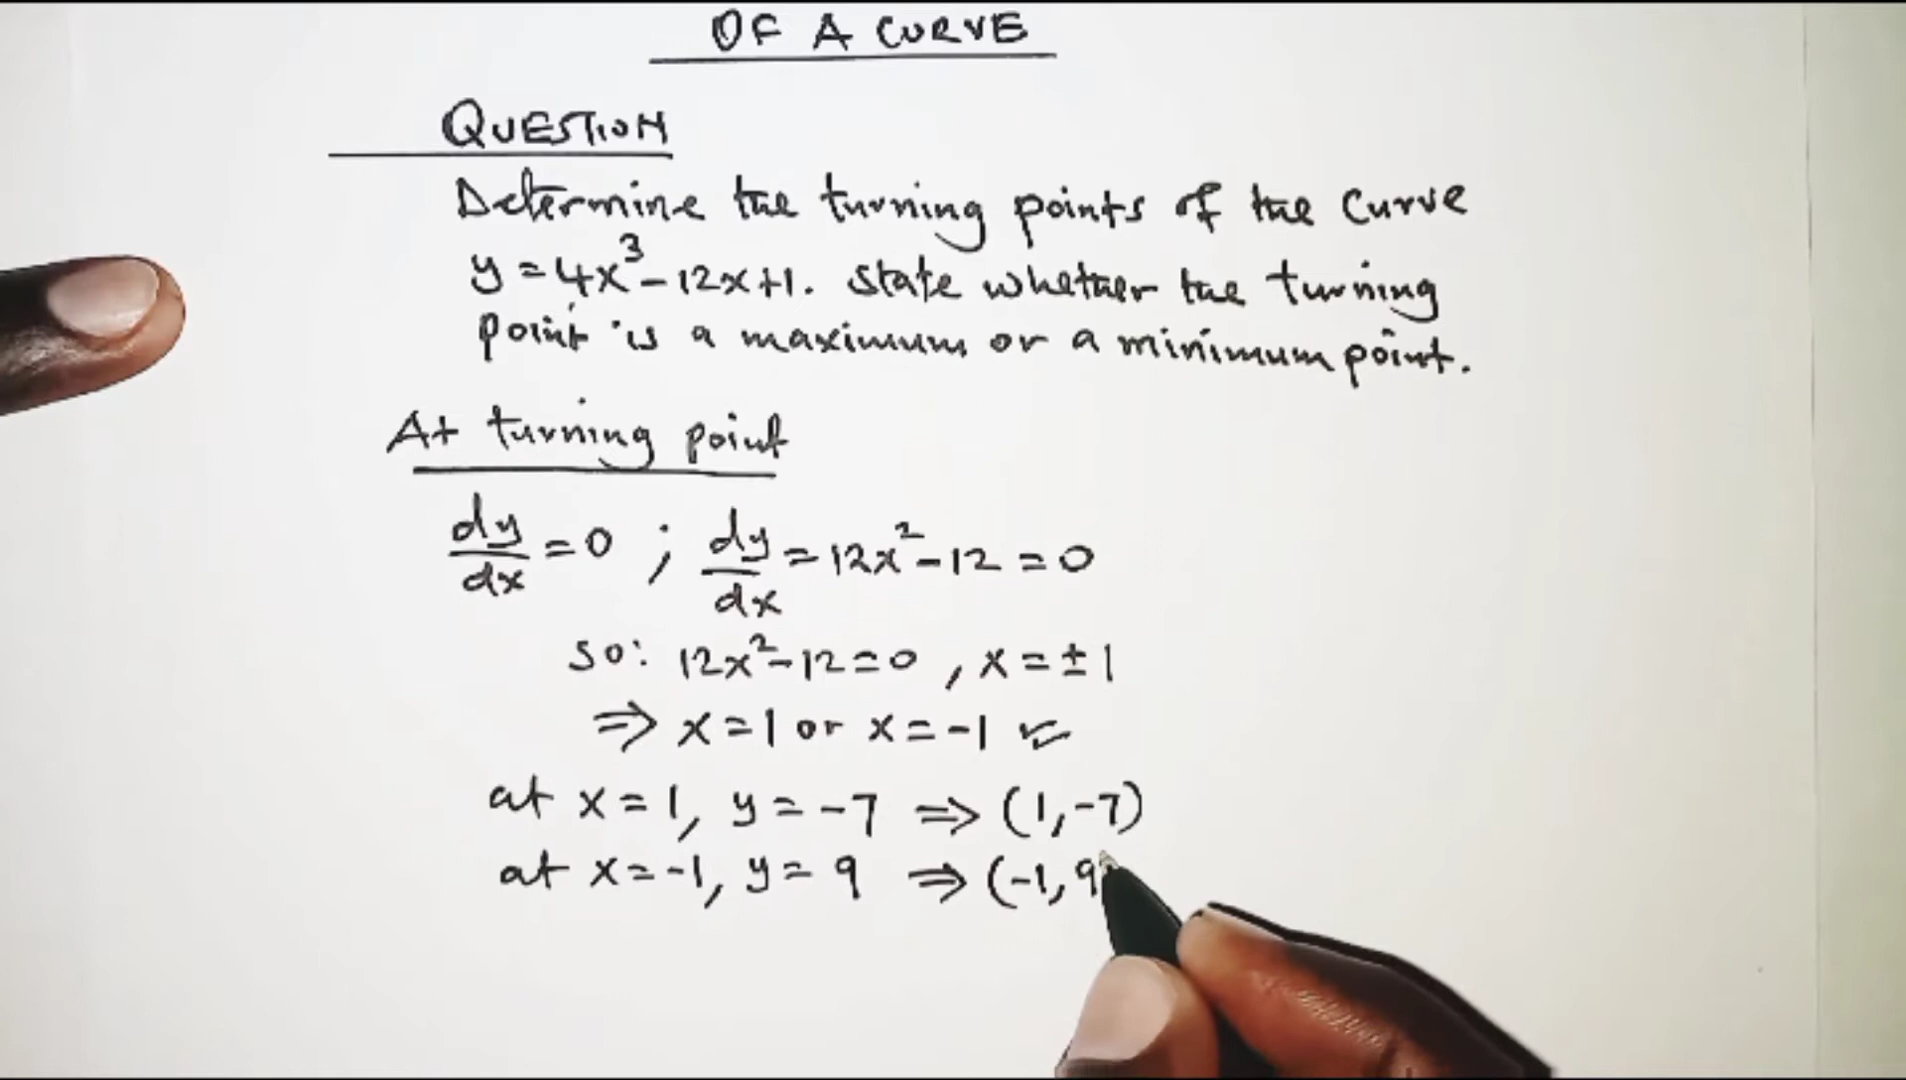 OF A CURVE
QUESTION
Determine the turning points of the curve
y = 4x³ - 12x + 1. state whether the turning
point is a maximum or a minimum point.
At turning point
dy/dx = 0 ; dy/dx = 12x² - 12 = 0
so: 12x² - 12 = 0 , x = ± 1
⇒ x = 1 or x = -1 ✓
at x = 1, y = -7 ⇒ (1, -7)
at x = -1, y = 9 ⇒ (-1, 9)